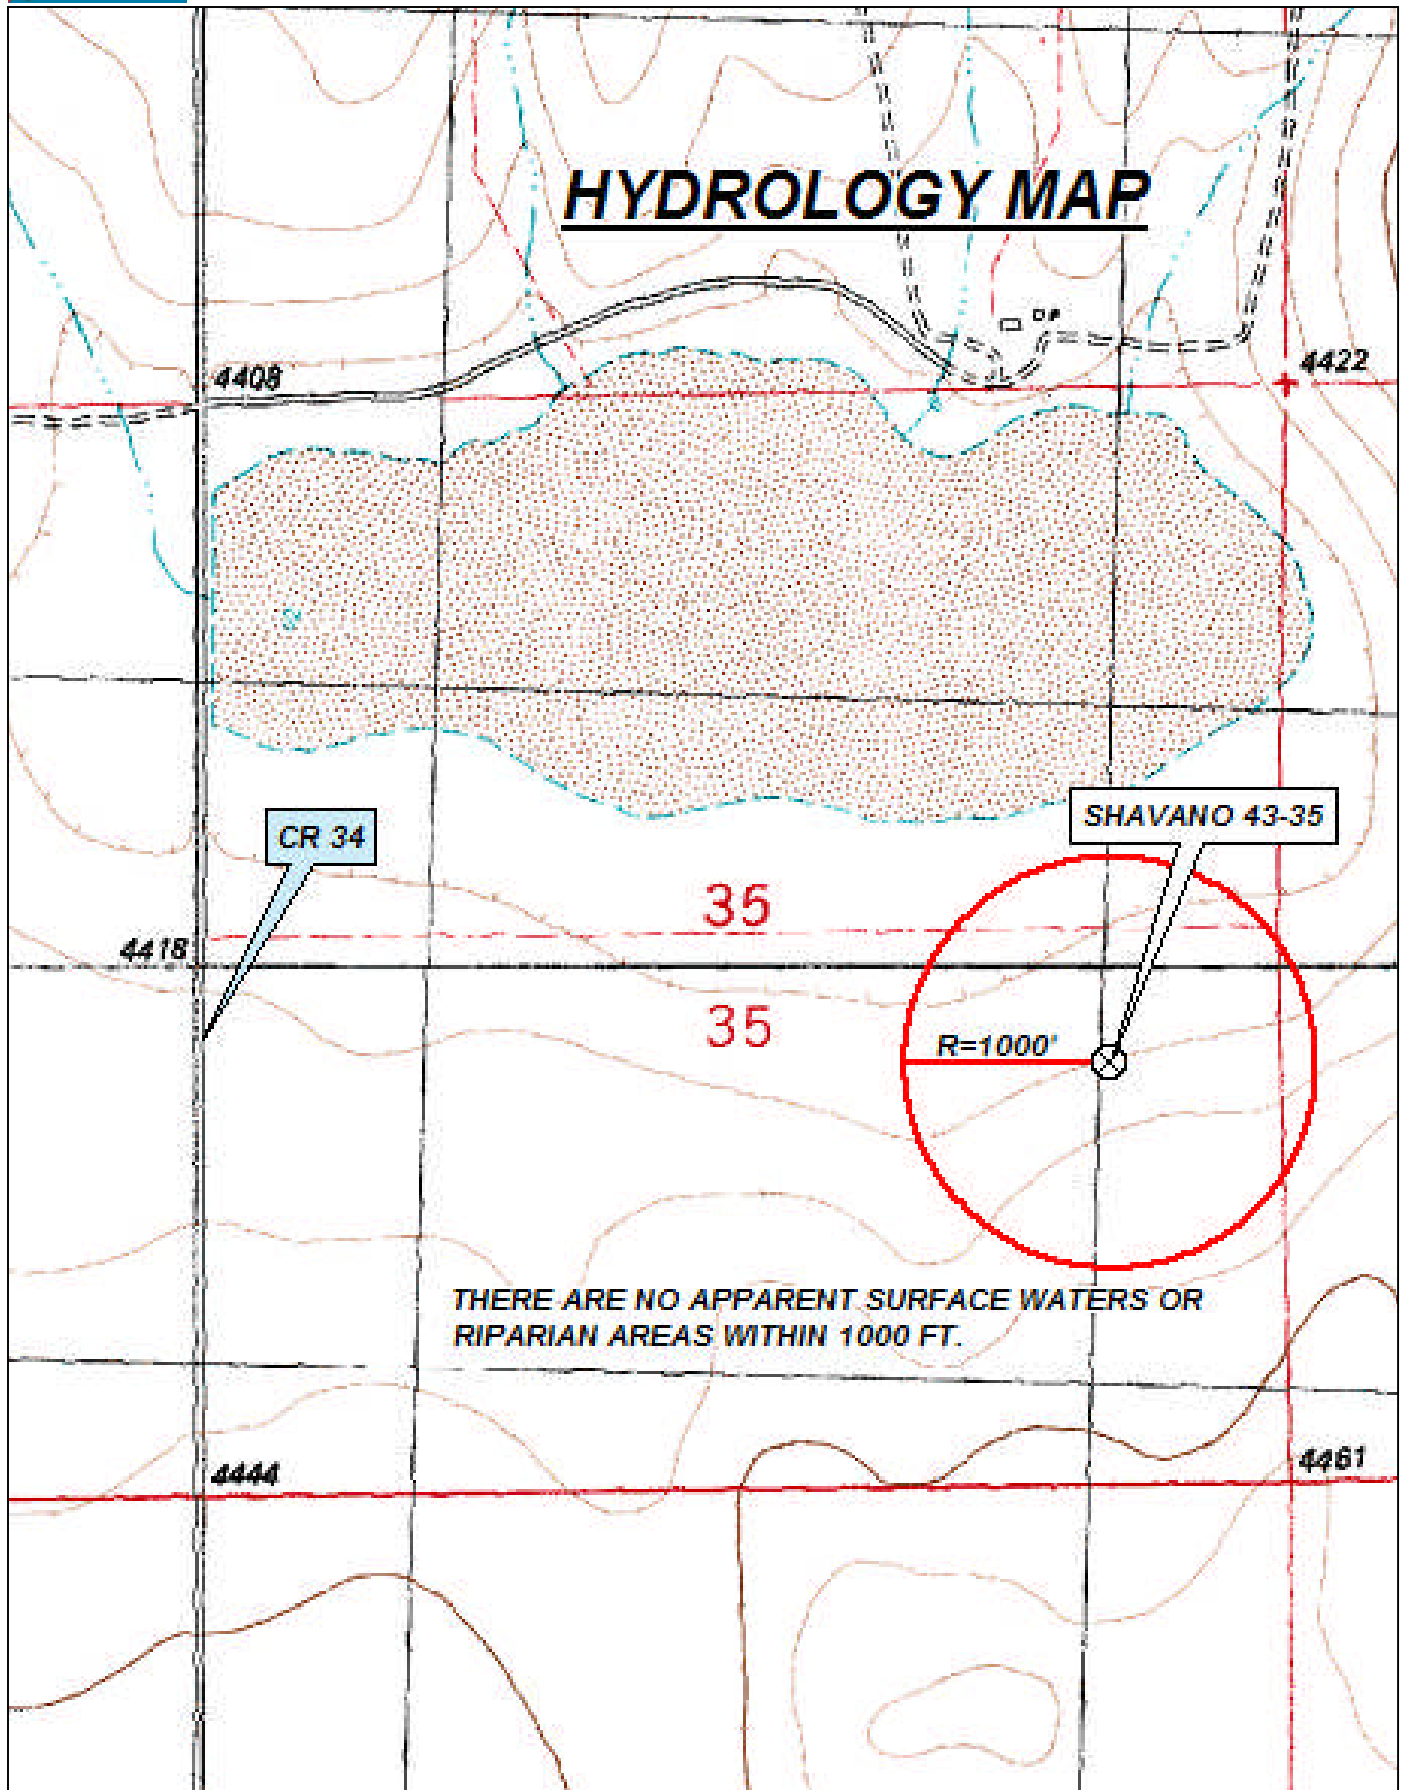 HYDROLOGY MAP
4408
4422
CR 34
SHAVANO 43-35
35
4418
35
R=1000'
THERE ARE NO APPARENT SURFACE WATERS OR
RIPARIAN AREAS WITHIN 1000 FT.
4444
4461